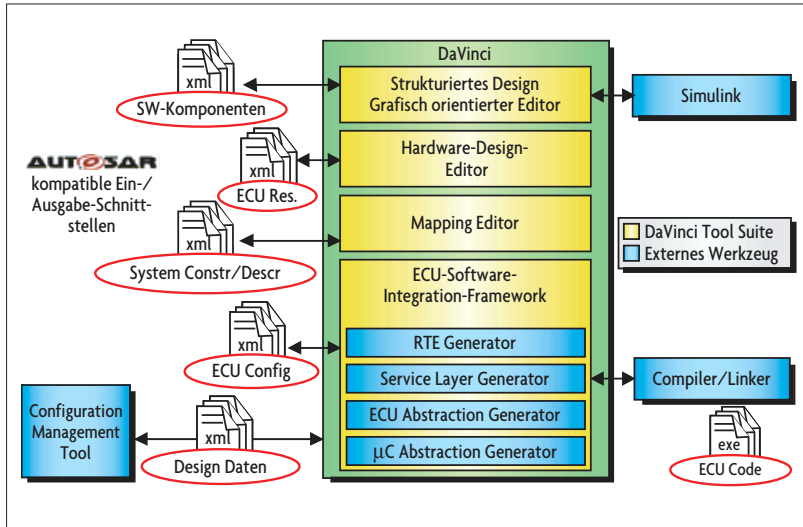 DaVinci
xml
SW-Komponenten
Strukturiertes Design
Grafisch orientierter Editor
Simulink
AUTOSAR
kompatible Ein-/
Ausgabe-Schnitt-
stellen
xml
ECU Res.
Hardware-Design-
Editor
xml
System Constr/Descr
Mapping Editor
DaVinci Tool Suite
Externes Werkzeug
ECU-Software-
Integration-Framework
xml
ECU Config
RTE Generator
Service Layer Generator
ECU Abstraction Generator
µC Abstraction Generator
Compiler/Linker
exe
ECU Code
Configuration
Management
Tool
xml
Design Daten